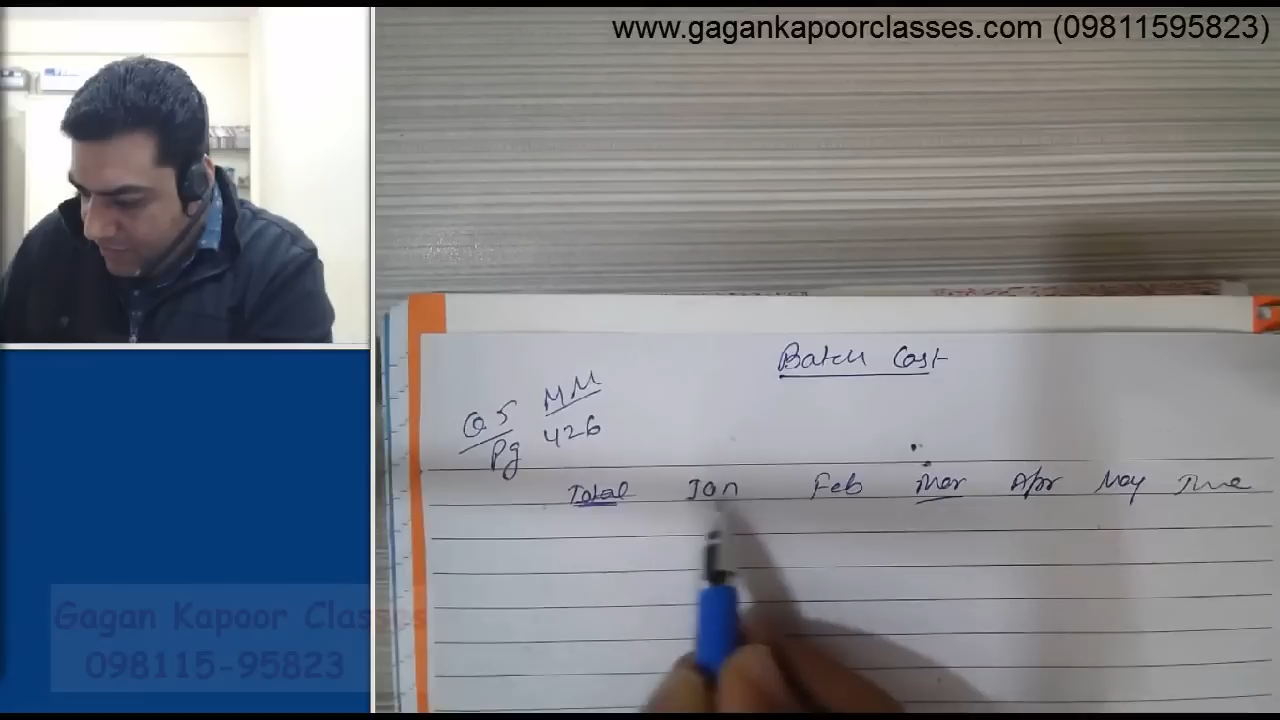 www.gagankapoorclasses.com (09811595823)
Batch Cost
Q 5 MM
Pg 426
Total Jan Feb Mar Apr May June
Gagan Kapoor Classes
098115-95823